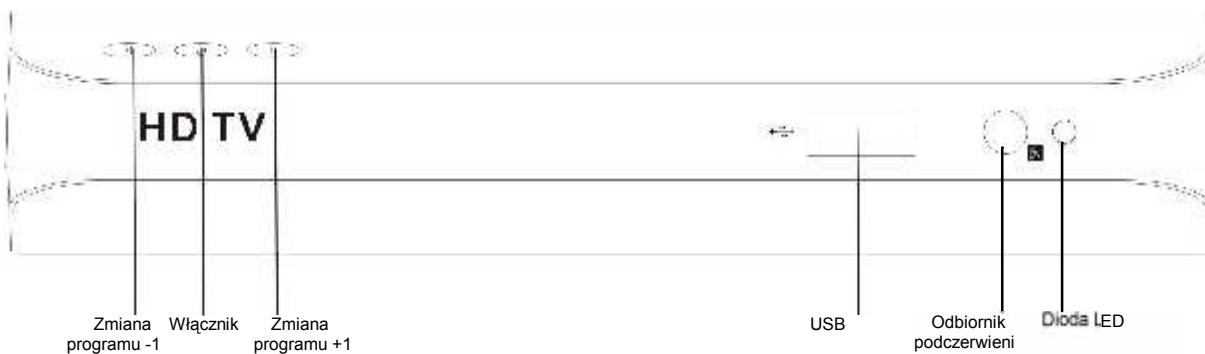 HD TV
Zmiana
programu -1
Włącznik
Zmiana
programu +1
USB
Odbiornik
podczerwieni
Dioda LED